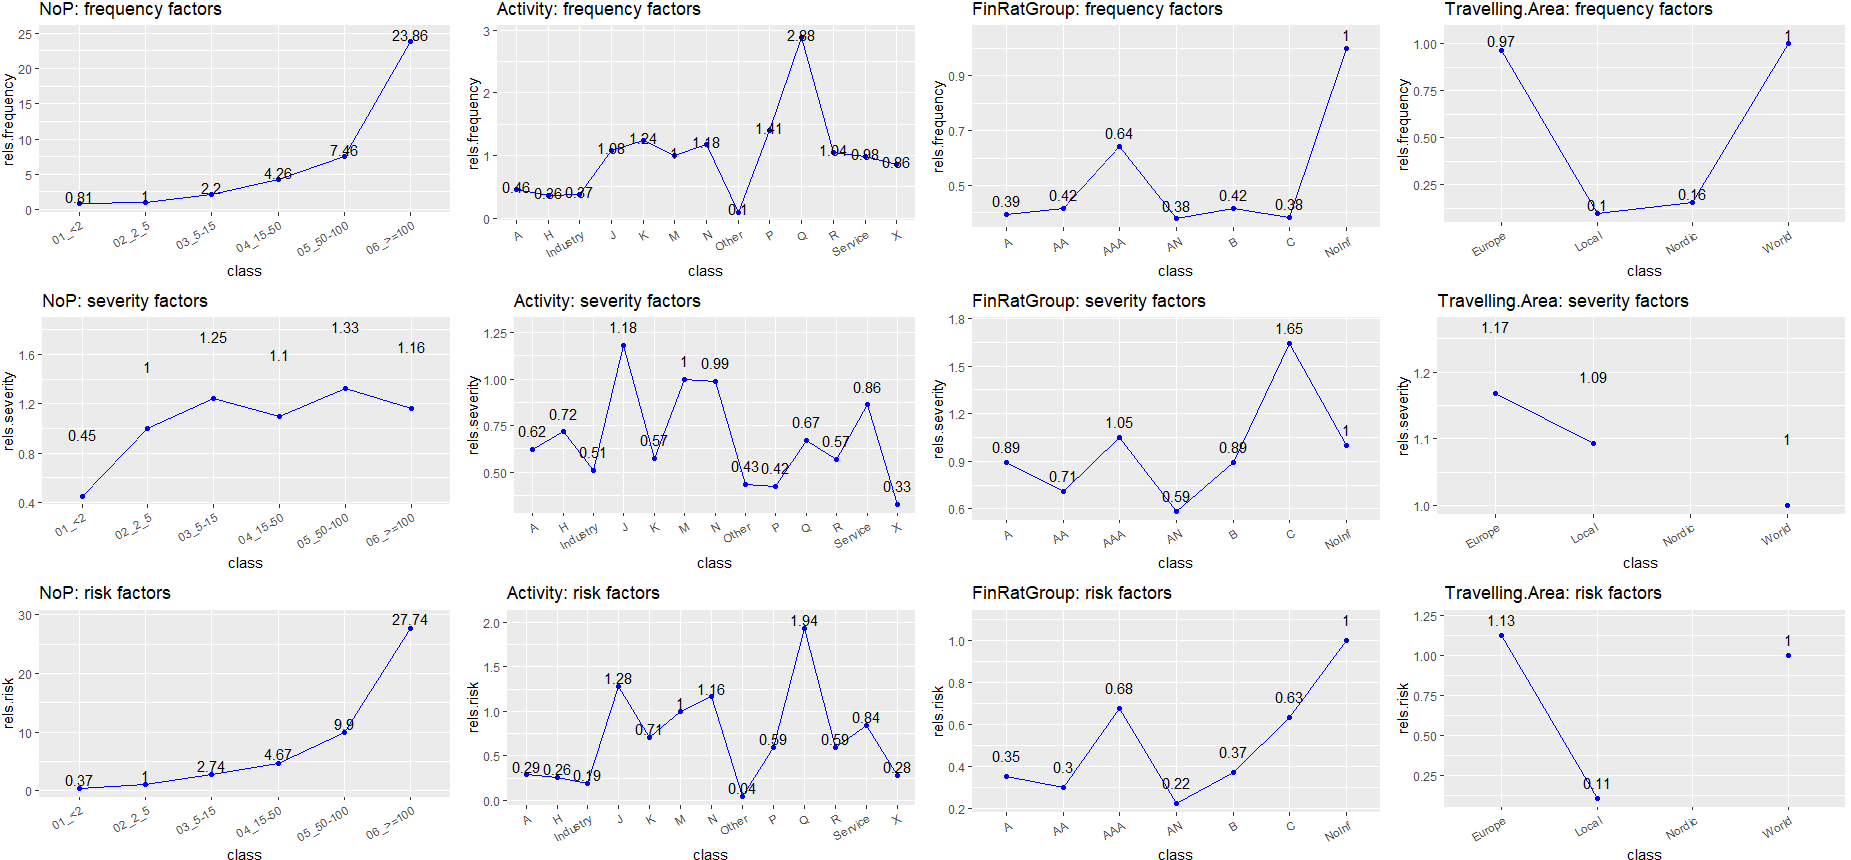 NoP: frequency factors
25
20
15
10
5
0
rels.frequency
0.81
1
2.2
4.26
7.46
23.86
01_<2
02_2_5
03_5-15
04_15-50
05_50-100
06_>=100
class
Activity: frequency factors
3
2
1
0
rels.frequency
0.46
0.36
0.37
1.08
1.24
1
1.18
0.1
1.41
2.88
1.04
0.98
0.86
A
H
Industry
J
K
M
N
Other
P
Q
R
Service
X
class
FinRatGroup: frequency factors
0.9
0.7
0.5
rels.frequency
0.39
0.42
0.64
0.38
0.42
0.38
1
A
AA
AAA
AN
B
C
NoInf
class
Travelling.Area: frequency factors
1.00
0.75
0.50
0.25
rels.frequency
0.97
0.1
0.16
1
Europe
Local
Nordic
World
class
NoP: severity factors
1.6
1.2
0.8
0.4
rels.severity
0.45
1
1.25
1.1
1.33
1.16
01_<2
02_2_5
03_5-15
04_15-50
05_50-100
06_>=100
class
Activity: severity factors
1.25
1.00
0.75
0.50
rels.severity
0.62
0.72
0.51
1.18
0.57
1
0.99
0.43
0.42
0.67
0.57
0.86
0.33
A
H
Industry
J
K
M
N
Other
P
Q
R
Service
X
class
FinRatGroup: severity factors
1.8
1.5
1.2
0.9
0.6
rels.severity
0.89
0.71
1.05
0.59
0.89
1.65
1
A
AA
AAA
AN
B
C
NoInf
class
Travelling.Area: severity factors
1.2
1.1
1.0
rels.severity
1.17
1.09
1
Europe
Local
Nordic
World
class
NoP: risk factors
30
20
10
0
rels.risk
0.37
1
2.74
4.67
9.9
27.74
01_<2
02_2_5
03_5-15
04_15-50
05_50-100
06_>=100
class
Activity: risk factors
2.0
1.5
1.0
0.5
0.0
rels.risk
0.29
0.26
0.19
1.28
0.71
1
1.16
0.04
0.59
1.94
0.59
0.84
0.28
A
H
Industry
J
K
M
N
Other
P
Q
R
Service
X
class
FinRatGroup: risk factors
1.0
0.8
0.6
0.4
0.2
rels.risk
0.35
0.3
0.68
0.22
0.37
0.63
1
A
AA
AAA
AN
B
C
NoInf
class
Travelling.Area: risk factors
1.25
1.00
0.75
0.50
0.25
rels.risk
1.13
0.11
1
Europe
Local
Nordic
World
class